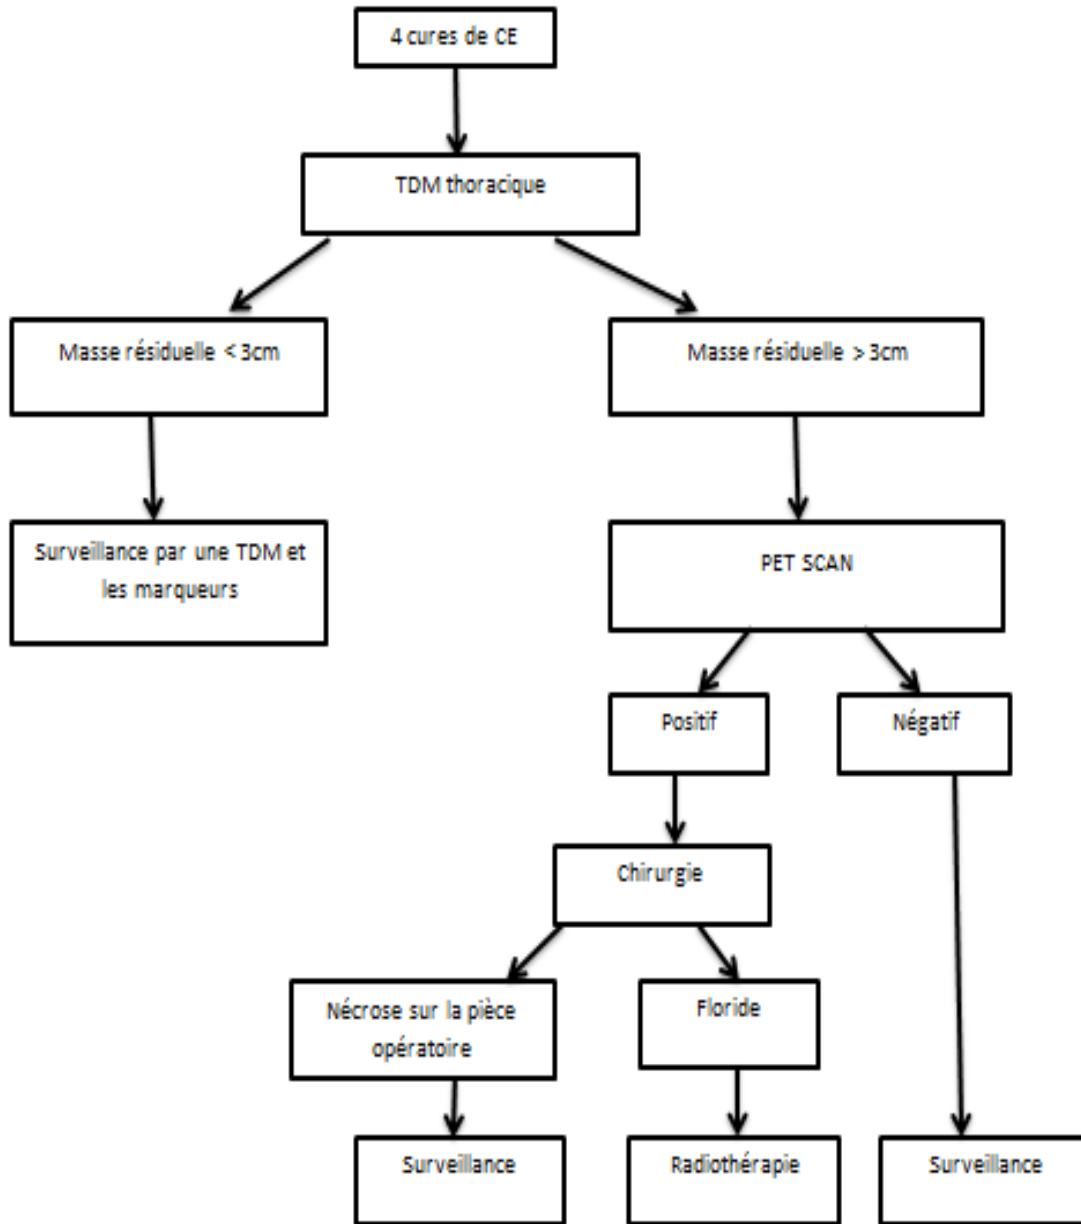 4 cures de CE
TDM thoracique
Masse résiduelle < 3cm
Masse résiduelle > 3cm
Surveillance par une TDM et
les marqueurs
PET SCAN
Positif
Négatif
Chirurgie
Nécrose sur la pièce
opératoire
Floride
Surveillance
Radiothérapie
Surveillance